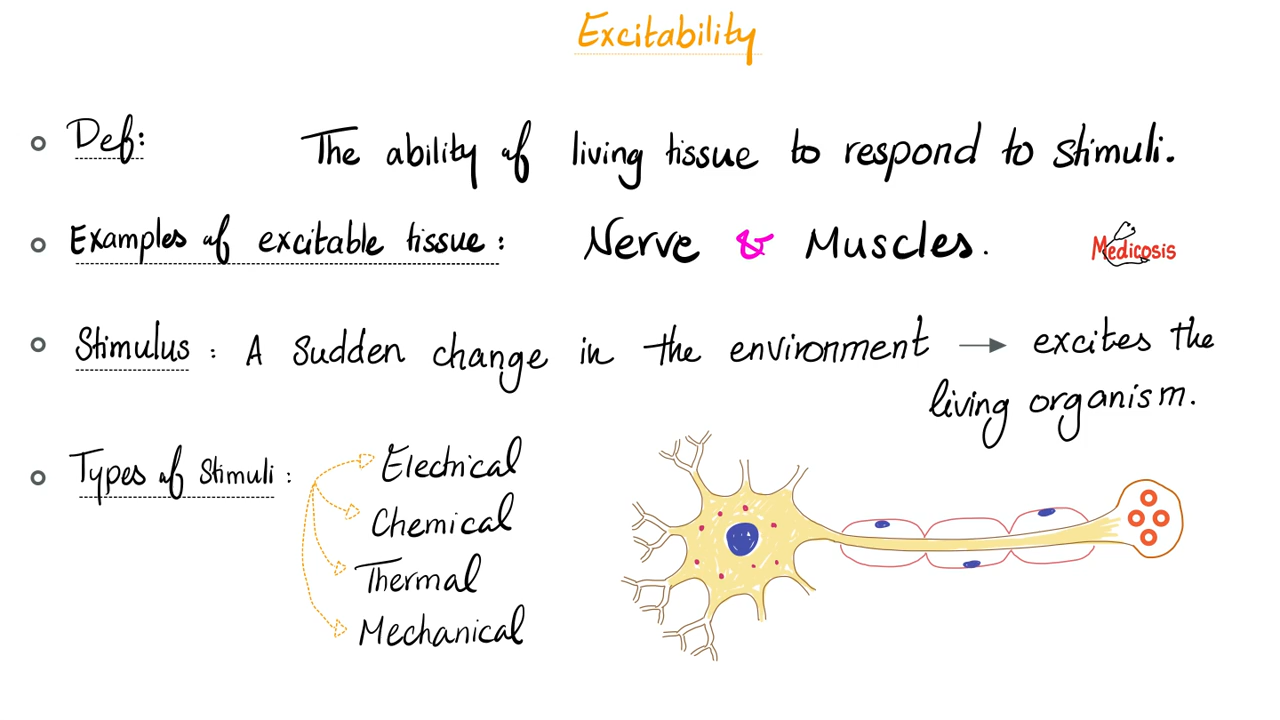 Excitability
Def: The ability of living tissue to respond to stimuli.
Examples of excitable tissue: Nerve & Muscles.
Medicosis
Stimulus: A sudden change in the environment → excites the
living organism.
Types of Stimuli:
Electrical
Chemical
Thermal
Mechanical